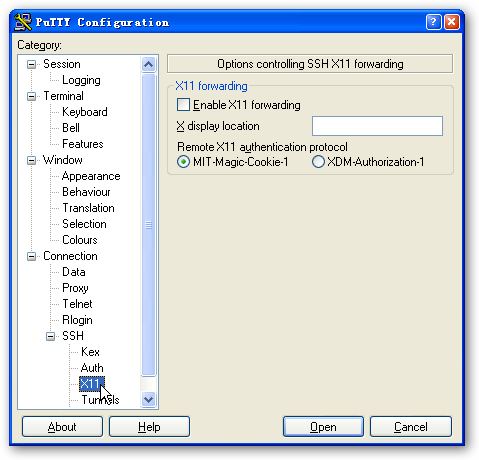 PuTTY Configuration
Category:
Session
Logging
Terminal
Keyboard
Bell
Features
Window
Appearance
Behaviour
Translation
Selection
Colours
Connection
Data
Proxy
Telnet
Rlogin
SSH
Kex
Auth
X11
Tunnels
Options controlling SSH X11 forwarding
X11 forwarding
Enable X11 forwarding
X display location
Remote X11 authentication protocol
MIT-Magic-Cookie-1 XDM-Authorization-1
About Help Open Cancel